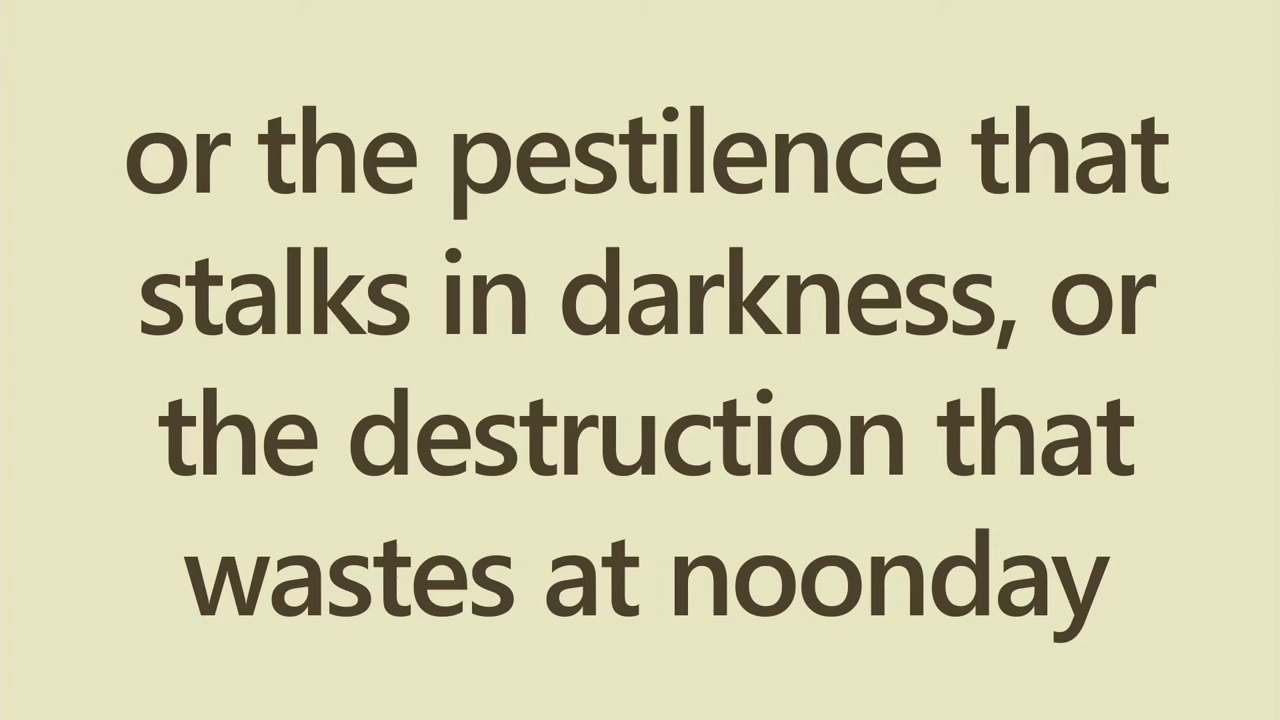 or the pestilence that
stalks in darkness, or
the destruction that
wastes at noonday